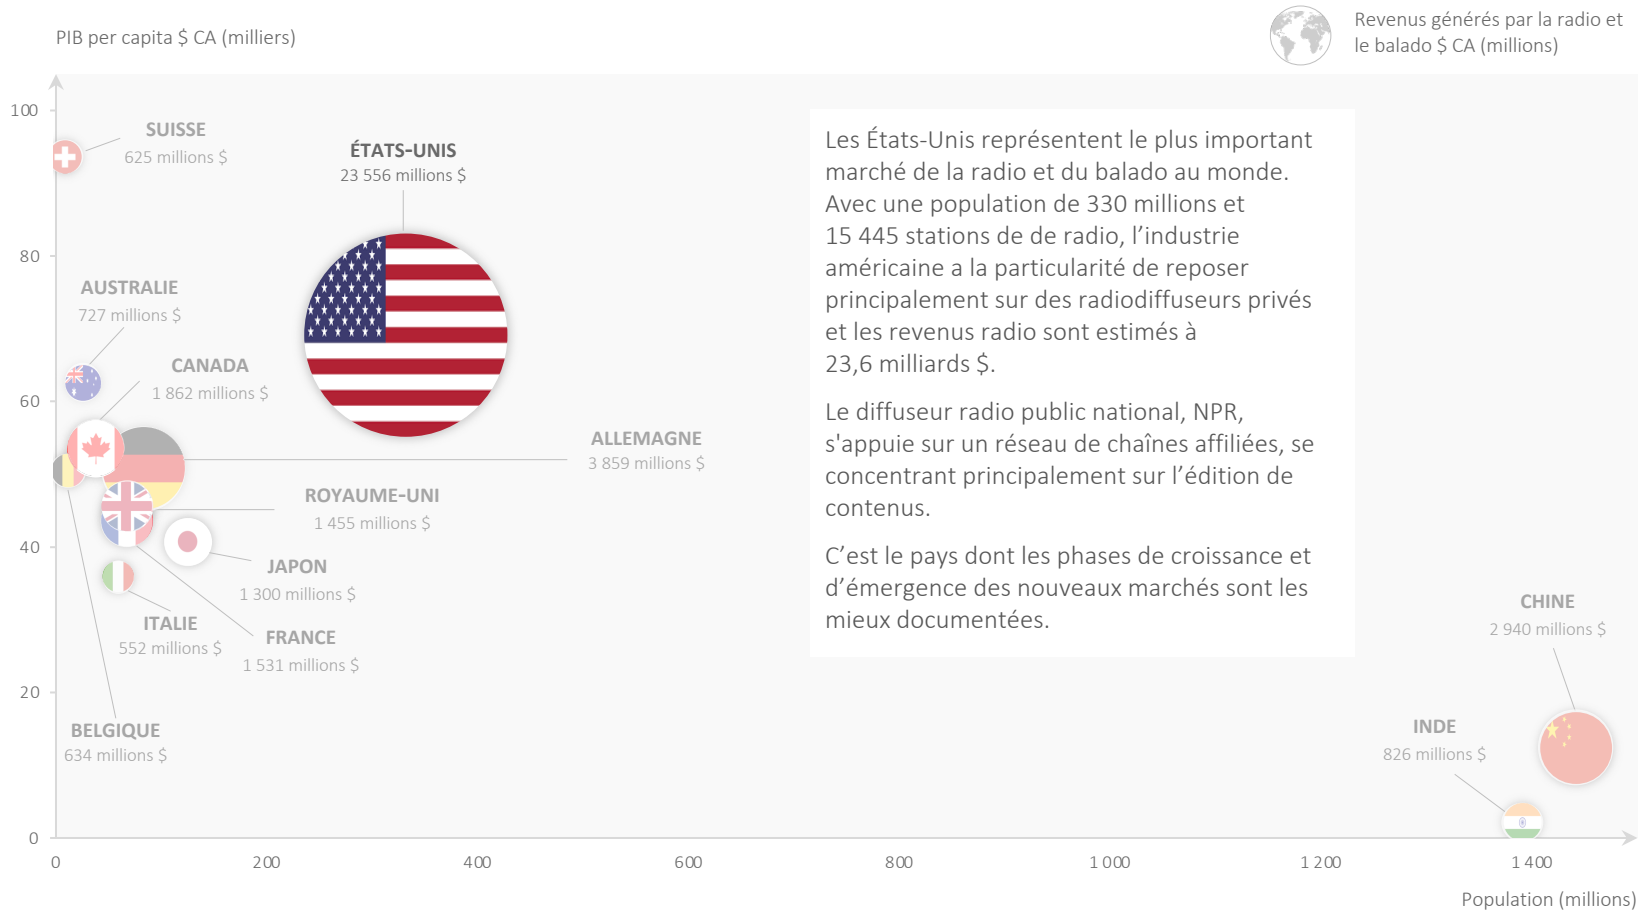 PIB per capita $ CA (milliers)
Revenus générés par la radio et
le balado $ CA (millions)
100
80
60
40
20
0
SUISSE
625 millions $
ÉTATS-UNIS
23 556 millions $
AUSTRALIE
727 millions $
CANADA
1 862 millions $
ALLEMAGNE
3 859 millions $
ROYAUME-UNI
1 455 millions $
JAPON
1 300 millions $
ITALIE
552 millions $
FRANCE
1 531 millions $
BELGIQUE
634 millions $
Les États-Unis représentent le plus important
marché de la radio et du balado au monde.
Avec une population de 330 millions et
15 445 stations de de radio, l’industrie
américaine a la particularité de reposer
principalement sur des radiodiffuseurs privés
et les revenus radio sont estimés à
23,6 milliards $.
Le diffuseur radio public national, NPR,
s'appuie sur un réseau de chaînes affiliées, se
concentrant principalement sur l’édition de
contenus.
C’est le pays dont les phases de croissance et
d’émergence des nouveaux marchés sont les
mieux documentées.
CHINE
2 940 millions $
INDE
826 millions $
0
200
400
600
800
1 000
1 200
1 400
Population (millions)